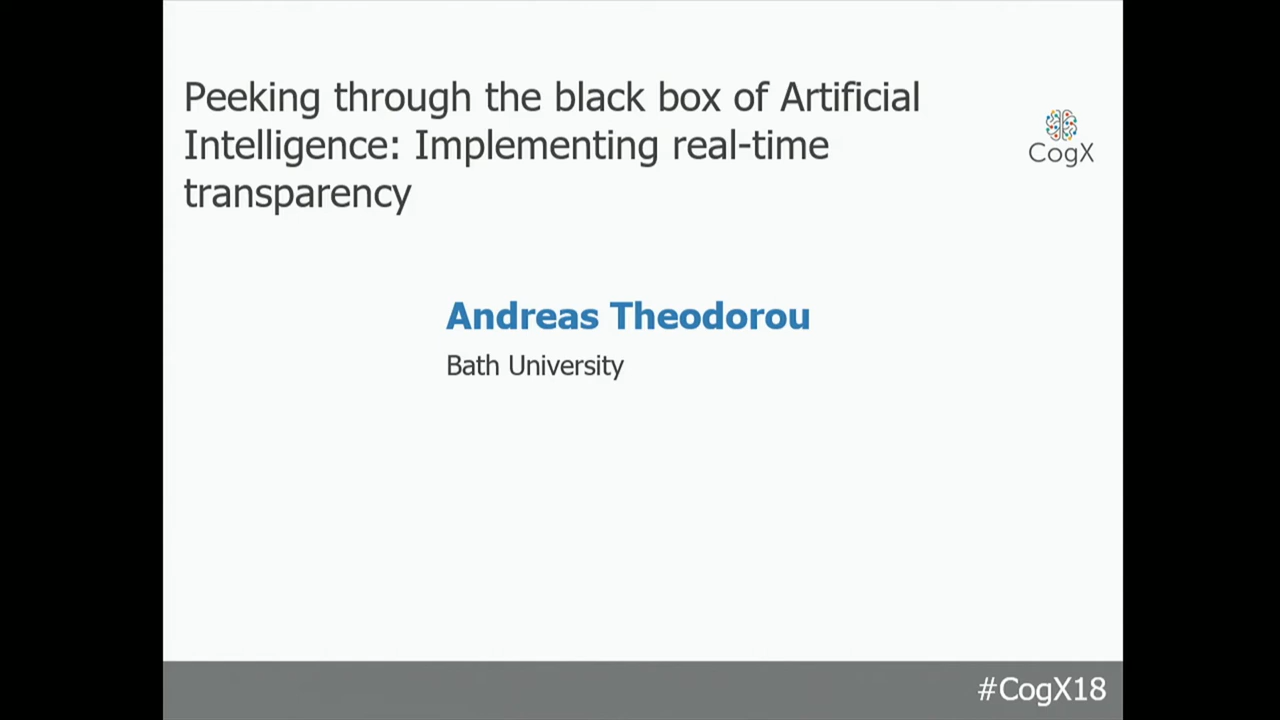 Peeking through the black box of Artificial
Intelligence: Implementing real-time
transparency
CogX
Andreas Theodorou
Bath University
#CogX18